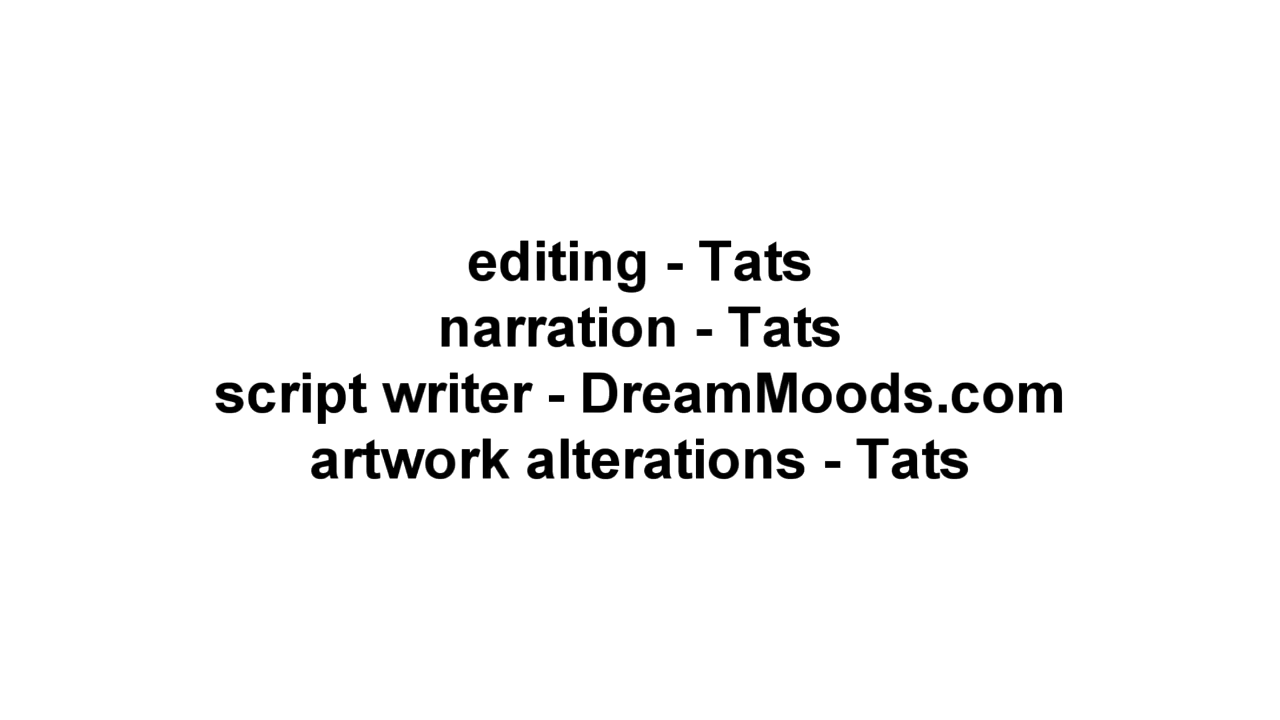 editing - Tats
narration - Tats
script writer - DreamMoods.com
artwork alterations - Tats